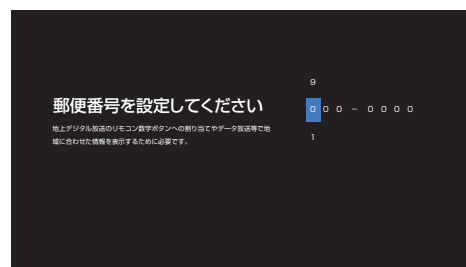 郵便番号を設定してください
地上デジタル放送のリモコン数字ボタンへの割り当てやデータ放送等で地
域に合わせた情報を表示するために必要です。
9
0 0 0 − 0 0 0 0
1